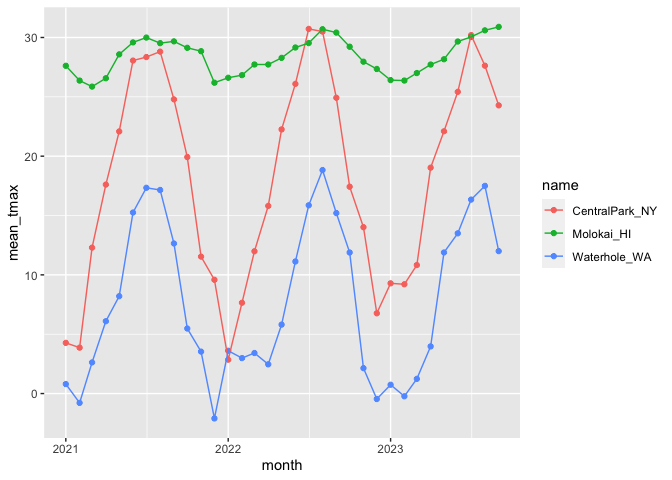 30
20
10
0
mean_tmax
2021
2022
2023
month
name
CentralPark_NY
Molokai_HI
Waterhole_WA